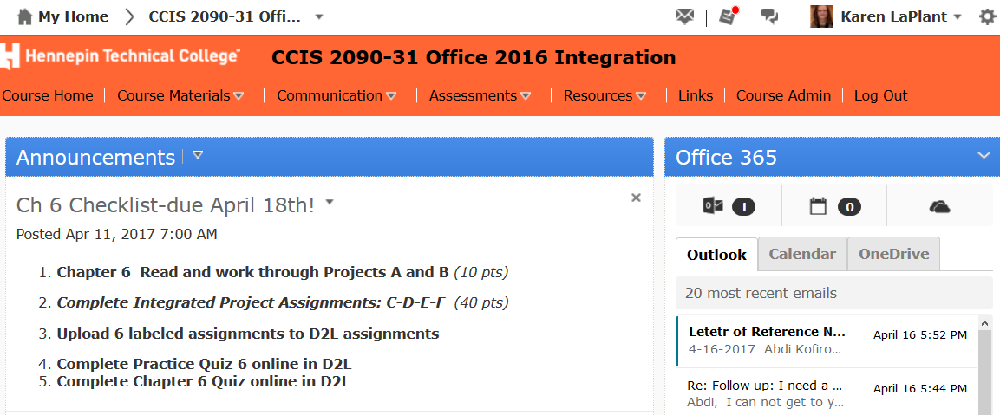 My Home CCIS 2090-31 Offi... Karen LaPlant
Hennepin Technical College CCIS 2090-31 Office 2016 Integration
Course Home Course Materials Communication Assessments Resources Links Course Admin Log Out
Announcements
Ch 6 Checklist-due April 18th!
Posted Apr 11, 2017 7:00 AM
1. Chapter 6 Read and work through Projects A and B (10 pts)
2. Complete Integrated Project Assignments: C-D-E-F (40 pts)
3. Upload 6 labeled assignments to D2L assignments
4. Complete Practice Quiz 6 online in D2L
5. Complete Chapter 6 Quiz online in D2L
Office 365
1 0
Outlook Calendar OneDrive
20 most recent emails
Letetr of Reference N... April 16 5:52 PM
4-16-2017 Abdi Kofiro...
Re: Follow up: I need a ... April 16 5:44 PM
Abdi, I can not get to y...